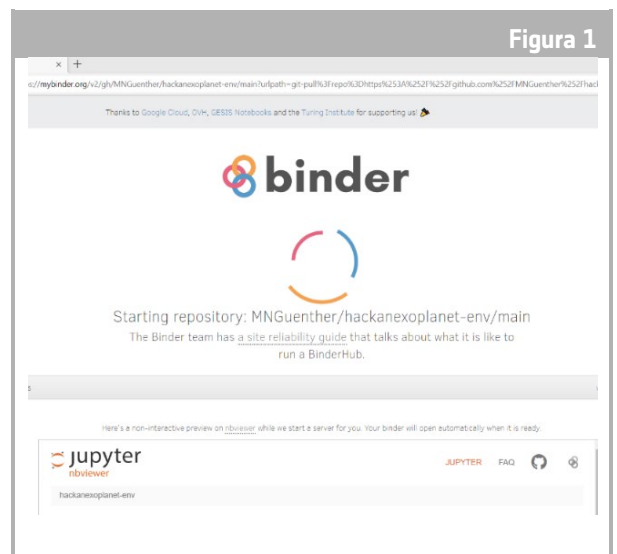 Figura 1
× +
s://mybinder.org/v2/gh/MNGuenther/hackanexoplanet-env/main?urlpath=git-pull%3Frepo%3Dhttps%253A%252F%252Fgithub.com%252FMNGuenther%252Fhacl
Thanks to Google Cloud, OVH, GESIS Notebooks and the Turing Institute for supporting us!
binder
Starting repository: MNGuenther/hackanexoplanet-env/main
The Binder team has a site reliability guide that talks about what it is like to
run a BinderHub.
Here's a non-interactive preview on nbviewer while we start a server for you. Your binder will open automatically when it is ready.
jupyter
nbviewer
JUPYTER FAQ
hackanexoplanet-env